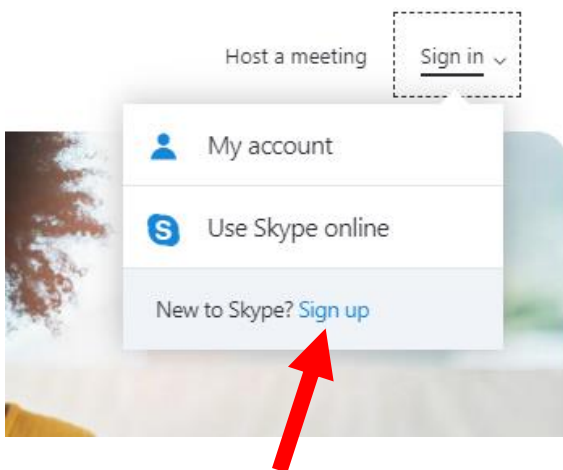 Host a meeting Sign in
My account
S Use Skype online
New to Skype? Sign up